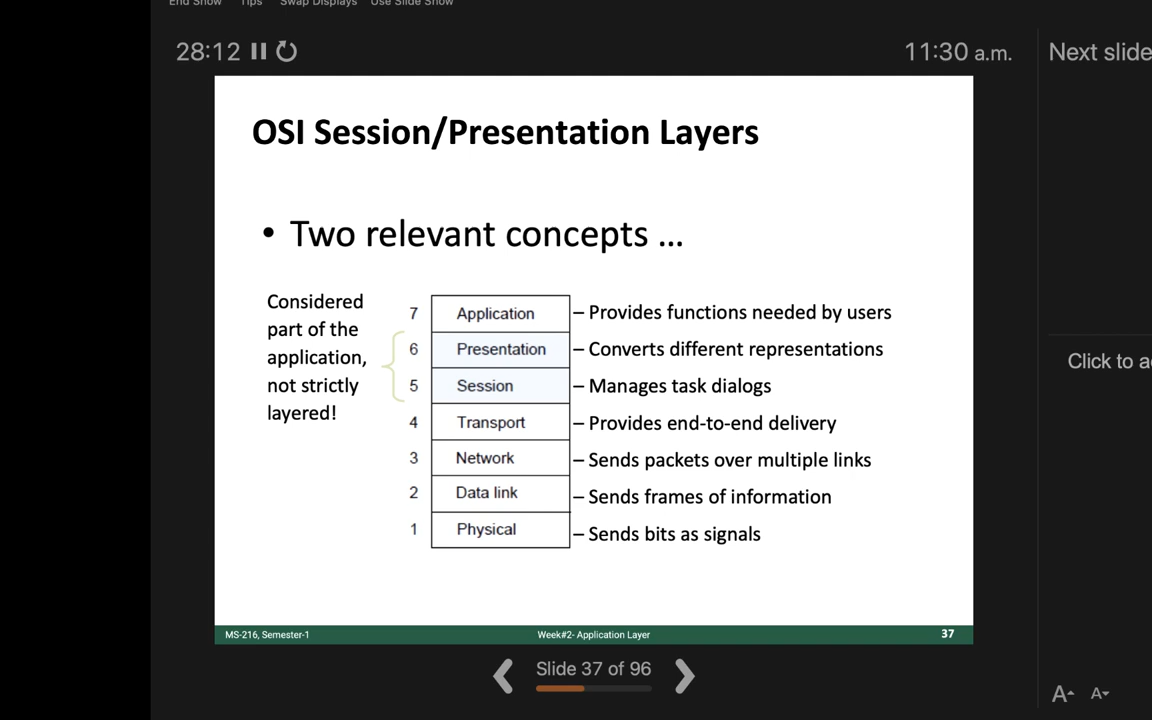 End Show Tips Swap Displays Use Slide Show
28:12 11:30 a.m. Next slide
OSI Session/Presentation Layers
• Two relevant concepts …
Considered
part of the
application,
not strictly
layered!
7 Application – Provides functions needed by users
6 Presentation – Converts different representations
5 Session – Manages task dialogs
4 Transport – Provides end-to-end delivery
3 Network – Sends packets over multiple links
2 Data link – Sends frames of information
1 Physical – Sends bits as signals
MS-216, Semester-1 Week#2- Application Layer 37
Slide 37 of 96
Click to a
A A